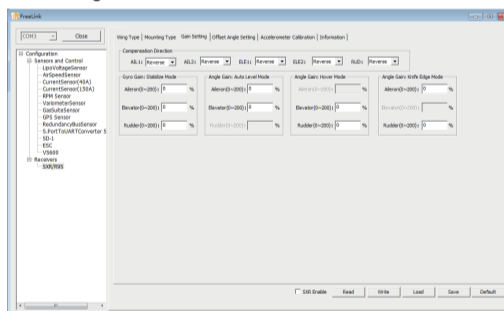 FreeLink
COM3 Close
Wing Type | Mounting Type Gain Setting Offset Angle Setting | Accelerometer Calibration | Information |
Configuration
Sensors and Control
LipoVoltageSensor
AirSpeedSensor
CurrentSensor(40A)
CurrentSensor(150A)
RPM Sensor
VariometerSensor
GasSuiteSensor
GPS Sensor
RedundancyBusSensor
S.PortToUARTConverter S
SD-1
ESC
VS600
Receivers
SXR/R9S
Compensation Direction
AIL1: Reverse AIL2: Reverse ELE1: Reverse ELE2: Reverse RUD: Reverse
Gyro Gain: Stabilize Mode
Aileron(0~200): 0 %
Elevator(0~200): 0 %
Rudder(0~200): 0 %
Angle Gain: Auto Level Mode
Aileron(0~200): 0 %
Elevator(0~200): 0 %
Rudder(0~200): 0 %
Angle Gain: Hover Mode
Aileron(0~200): %
Elevator(0~200): 0 %
Rudder(0~200): 0 %
Angle Gain: Knife Edge Mode
Aileron(0~200): 0 %
Elevator(0~200): %
Rudder(0~200): 0 %
SXR Enable Read Write Load Save Default